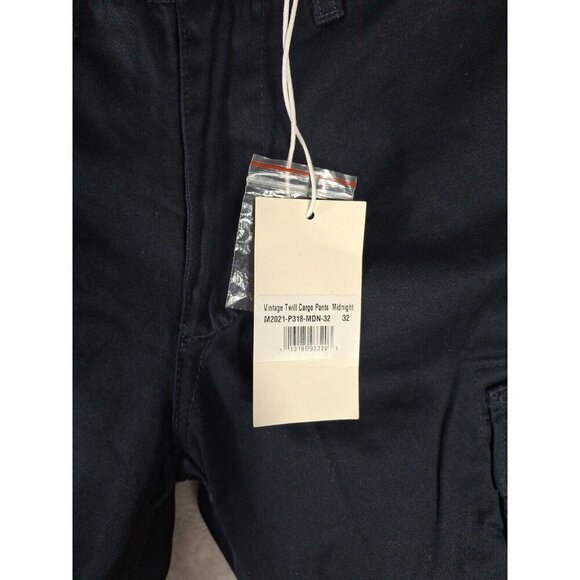 Vintage Twill Cargo Pants Midnight
M2021-P318-MDN-32 32